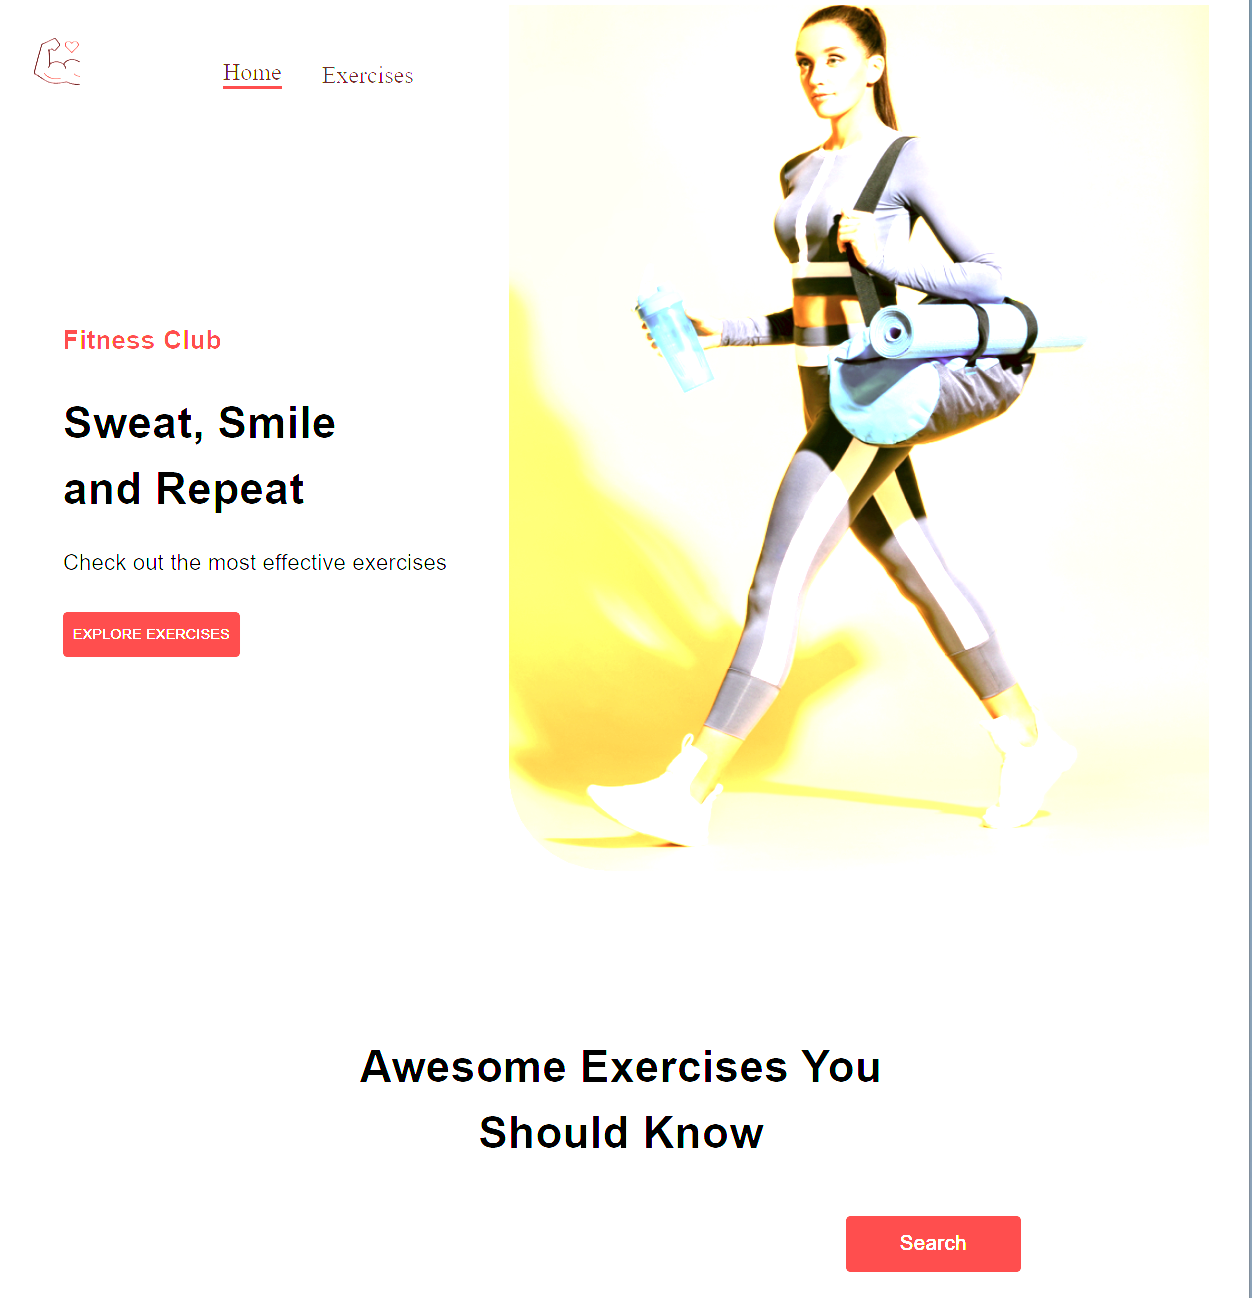 Home
Exercises
Fitness Club
Sweat, Smile
and Repeat
Check out the most effective exercises
EXPLORE EXERCISES
Awesome Exercises You
Should Know
Search